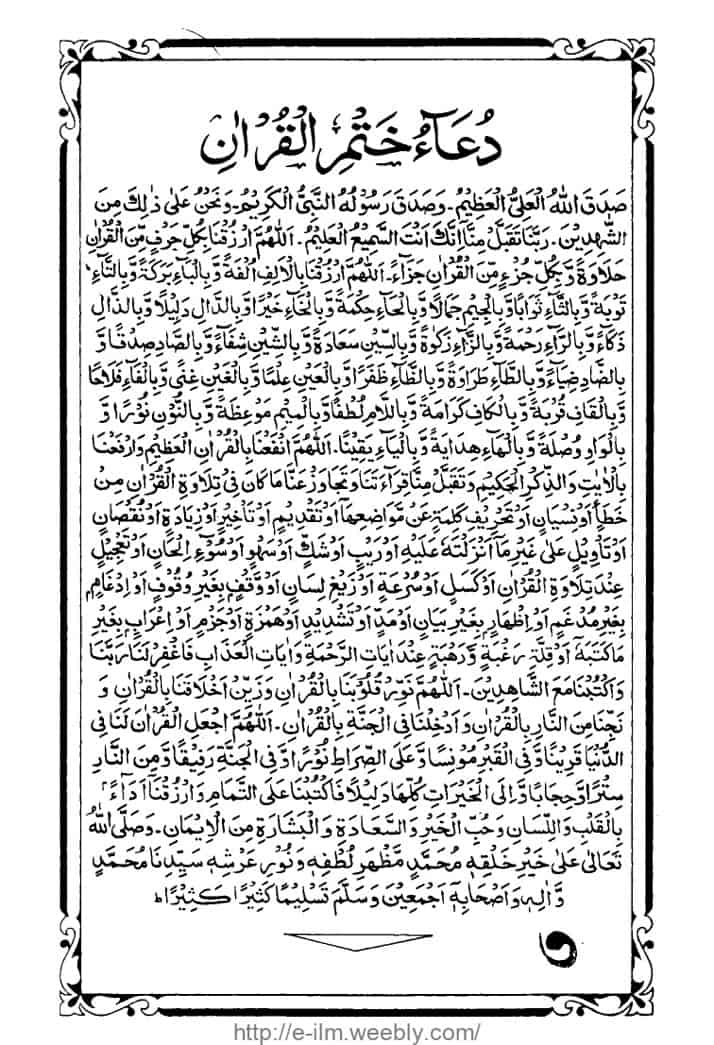 دُعَآءُ خَتْمِ الْقُرْاٰنِ
صَدَقَ اللّٰهُ الْعَلِیُّ الْعَظِیْمُ۔ وَصَدَقَ رَسُوْلُهُ النَّبِیُّ الْكَرِیْمُ۔ وَنَحْنُ عَلٰی ذٰلِكَ مِنَ
الشّٰهِدِیْنَ۔ رَبَّنَا تَقَبَّلْ مِنَّا اِنَّكَ اَنْتَ السَّمِیْعُ الْعَلِیْمُ۔ اَللّٰهُمَّ ارْزُقْنَا بِكُلِّ حَرْفٍ مِّنَ الْقُرْاٰنِ
حَلَاوَةً وَّبِكُلِّ جُزْءٍ مِّنَ الْقُرْاٰنِ جَزَآءً۔ اَللّٰهُمَّ ارْزُقْنَا بِالْاَلِفِ اُلْفَةً وَّبِالْبَآءِ بَرَكَةً وَّبِالتَّآءِ
تَوْبَةً وَّبِالثَّآءِ ثَوَابًا وَّبِالْجِیْمِ جَمَالًا وَّبِالْحَآءِ حِكْمَةً وَّبِالْخَآءِ خَیْرًا وَّبِالدَّالِ دَلِیْلًا وَّبِالذَّالِ
ذَكَآءً وَّبِالرَّآءِ رَحْمَةً وَّبِالزَّآءِ زَكٰوةً وَّبِالسِّیْنِ سَعَادَةً وَّبِالشِّیْنِ شِفَآءً وَّبِالصَّادِ صِدْقًا وَّ
بِالضَّادِ ضِیَآءً وَّبِالطَّآءِ طَرَاوَةً وَّبِالظَّآءِ ظَفَرًا وَّبِالْعَیْنِ عِلْمًا وَّبِالْغَیْنِ غِنًی وَّبِالْفَآءِ فَلَاحًا
وَّبِالْقَافِ قُرْبَةً وَّبِالْكَافِ كَرَامَةً وَّبِاللَّامِ لُطْفًا وَّبِالْمِیْمِ مَوْعِظَةً وَّبِالنُّوْنِ نُوْرًا وَّ
بِالْوَاوِ وُصْلَةً وَّبِالْهَآءِ هِدَایَةً وَّبِالْیَآءِ یَقِیْنًا۔ اَللّٰهُمَّ انْفَعْنَا بِالْقُرْاٰنِ الْعَظِیْمِ وَارْفَعْنَا
بِالْاٰیٰتِ وَالذِّكْرِ الْحَكِیْمِ وَتَقَبَّلْ مِنَّا قِرَآءَتَنَا وَتَجَاوَزْ عَنَّا مَا كَانَ فِیْ تِلَاوَةِ الْقُرْاٰنِ مِنْ
خَطَاٍ اَوْ نِسْیَانٍ اَوْ تَحْرِیْفِ كَلِمَةٍ عَنْ مَّوَاضِعِهَا اَوْ تَقْدِیْمٍ اَوْ تَاْخِیْرٍ اَوْ زِیَادَةٍ اَوْ نُقْصَانٍ
اَوْ تَاْوِیْلٍ عَلٰی غَیْرِ مَا اَنْزَلْتَهٗ عَلَیْهِ اَوْ رَیْبٍ اَوْ شَكٍّ اَوْ سَهْوٍ اَوْ سُوْٓءِ اِلْحَانٍ اَوْ تَعْجِیْلٍ
عِنْدَ تِلَاوَةِ الْقُرْاٰنِ اَوْ كَسَلٍ اَوْ سُرْعَةٍ اَوْ زَیْغِ لِسَانٍ اَوْ وَقْفٍ بِغَیْرِ وُقُوْفٍ اَوْ اِدْغَامٍ
بِغَیْرِ مُدْغَمٍ اَوْ اِظْهَارٍ بِغَیْرِ بَیَانٍ اَوْ مَدٍّ اَوْ تَشْدِیْدٍ اَوْ هَمْزَةٍ اَوْ جَزْمٍ اَوْ اِعْرَابٍ بِغَیْرِ
مَا كَتَبَهٗ اَوْ قِلَّةِ رَغْبَةٍ وَّرَهْبَةٍ عِنْدَ اٰیَاتِ الرَّحْمَةِ وَاٰیَاتِ الْعَذَابِ فَاغْفِرْ لَنَا رَبَّنَا
وَاكْتُبْنَا مَعَ الشَّاهِدِیْنَ۔ اَللّٰهُمَّ نَوِّرْ قُلُوْبَنَا بِالْقُرْاٰنِ وَزَیِّنْ اَخْلَاقَنَا بِالْقُرْاٰنِ وَ
نَجِّنَا مِنَ النَّارِ بِالْقُرْاٰنِ وَاَدْخِلْنَا فِی الْجَنَّةِ بِالْقُرْاٰنِ۔ اَللّٰهُمَّ اجْعَلِ الْقُرْاٰنَ لَنَا فِی
الدُّنْیَا قَرِیْنًا وَّفِی الْقَبْرِ مُوْنِسًا وَّعَلَی الصِّرَاطِ نُوْرًا وَّفِی الْجَنَّةِ رَفِیْقًا وَّمِنَ النَّارِ
سِتْرًا وَّحِجَابًا وَّاِلَی الْخَیْرَاتِ كُلِّهَا دَلِیْلًا فَاكْتُبْنَا عَلَی التَّمَامِ وَارْزُقْنَا اَدَآءً
بِالْقَلْبِ وَاللِّسَانِ وَحُبِّ الْخَیْرِ وَالسَّعَادَةِ وَالْبَشَارَةِ مِنَ الْاِیْمَانِ۔ وَصَلَّی اللّٰهُ
تَعَالٰی عَلٰی خَیْرِ خَلْقِهٖ مُحَمَّدٍ مَّظْهَرِ لُطْفِهٖ وَنُوْرِ عَرْشِهٖ سَیِّدِنَا مُحَمَّدٍ
وَّاٰلِهٖ وَاَصْحَابِهٖٓ اَجْمَعِیْنَ وَسَلَّمَ تَسْلِیْمًا كَثِیْرًا كَثِیْرًا ط
http://e-ilm.weebly.com/